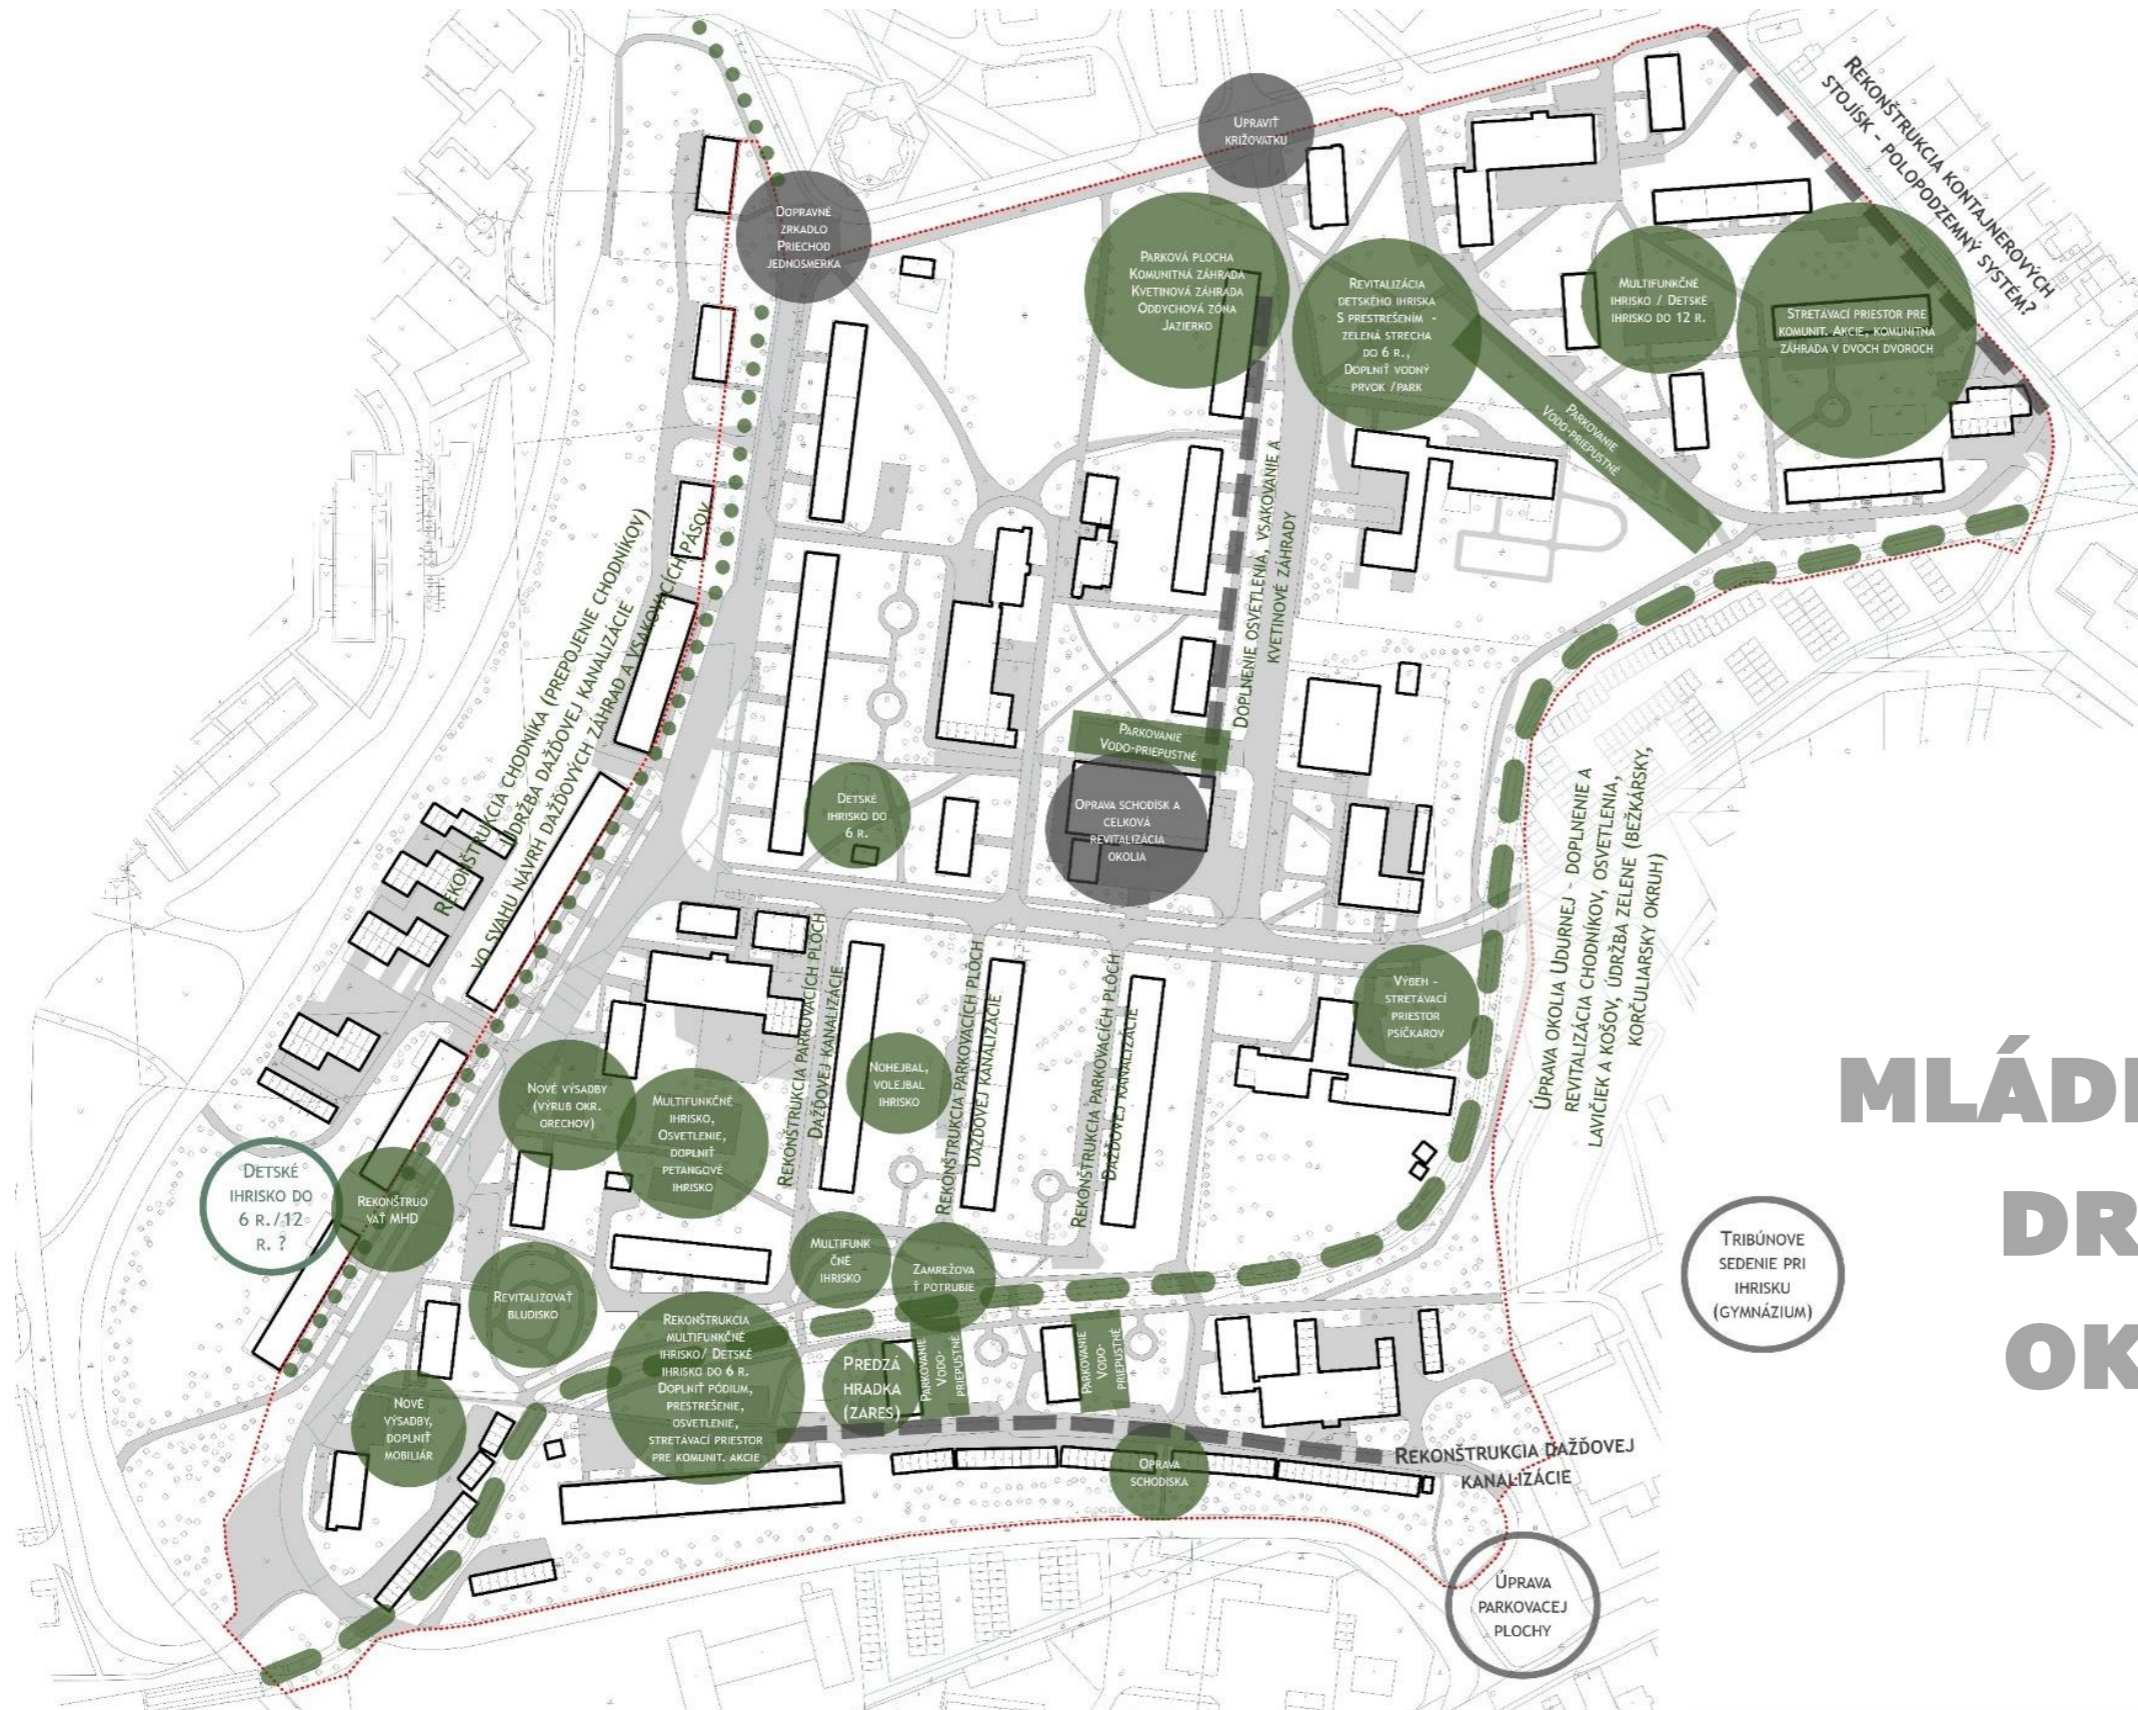 REKONŠTRUKCIA KONTAJNEROVÝCH
STOJÍSK - POLOPODZEMNÝ SYSTÉM?
UPRAVIŤ
KRIŽOVATKU
DOPRAVNÉ
ZRKADLO
PRIECHOD
JEDNOSMERKA
PARKOVÁ PLOCHA
KOMUNITNÁ ZÁHRADA
KVETINOVÁ ZÁHRADA
ODDYCHOVÁ ZÓNA
JAZIERKO
REVITALIZÁCIA
DETSKÉHO IHRISKA
S PRESTREŠENÍM -
ZELENÁ STRECHA
DO 6 R.,
DOPLNIŤ VODNÝ
PRVOK /PARK
MULTIFUNKČNÉ
IHRISKO / DETSKÉ
IHRISKO DO 12 R.
STRETÁVACÍ PRIESTOR PRE
KOMUNIT. AKCIE, KOMUNITNÁ
ZÁHRADA V DVOCH DVOROCH
PARKOVANIE
VODO-PRIEPUSTNÉ
REKONŠTRUKCIA CHODNÍKA (PREPOJENIE CHODNÍKOV)
ÚDRŽBA DAŽĎOVEJ KANALIZÁCIE
VO SVAHU NÁVRH DAŽĎOVÝCH ZÁHRAD A VSAKOVACÍCH PÁSOV
DOPLNENIE OSVETLENIA, VSAKOVANIE A
KVETINOVÉ ZÁHRADY
PARKOVANIE
VODO-PRIEPUSTNÉ
DETSKÉ
IHRISKO DO
6 R.
OPRAVA SCHODÍSK A
CELKOVÁ
REVITALIZÁCIA
OKOLIA
ÚPRAVA OKOLIA UDURNEJ - DOPLNENIE A
REVITALIZÁCIA CHODNÍKOV, OSVETLENIA,
LAVIČIEK A KOŠOV, ÚDRŽBA ZELENE (BEŽKÁRSKY,
KORČULIARSKY OKRUH)
REKONŠTRUKCIA PARKOVACÍCH PLÔCH
DAŽĎOVEJ KANALIZÁCIE
REKONŠTRUKCIA PARKOVACÍCH PLÔCH
DAŽĎOVEJ KANALIZÁCIE
REKONŠTRUKCIA PARKOVACÍCH PLÔCH
DAŽĎOVEJ KANALIZÁCIE
VÝBEH -
STRETÁVACÍ
PRIESTOR
PSÍČKAROV
NOHEJBAL,
VOLEJBAL
IHRISKO
NOVÉ VÝSADBY
(VÝRUB OKR.
ORECHOV)
MULTIFUNKČNÉ
IHRISKO,
OSVETLENIE,
DOPLNIŤ
PETANGOVÉ
IHRISKO
MLÁD
DR
OK
DETSKÉ
IHRISKO DO
6 R./12
R. ?
REKONŠTRUO
VAŤ MHD
MULTIFUNK
ČNÉ
IHRISKO
ZAMREŽOVA
Ť POTRUBIE
TRIBÚNOVE
SEDENIE PRI
IHRISKU
(GYMNÁZIUM)
REVITALIZOVAŤ
BLUDISKO
REKONŠTRUKCIA
MULTIFUNKČNÉ
IHRISKO/ DETSKÉ
IHRISKO DO 6 R.
DOPLNIŤ PÓDIUM,
PRESTREŠENIE,
OSVETLENIE,
STRETÁVACÍ PRIESTOR
PRE KOMUNIT. AKCIE
PREDZÁ
HRADKA
(ZARES)
PARKOVANIE
VODO-
PRIEPUSTNÉ
PARKOVANIE
VODO-
PRIEPUSTNÉ
NOVÉ
VÝSADBY,
DOPLNIŤ
MOBILIÁR
OPRAVA
SCHODISKA
REKONŠTRUKCIA DAŽĎOVEJ
KANALIZÁCIE
ÚPRAVA
PARKOVACEJ
PLOCHY